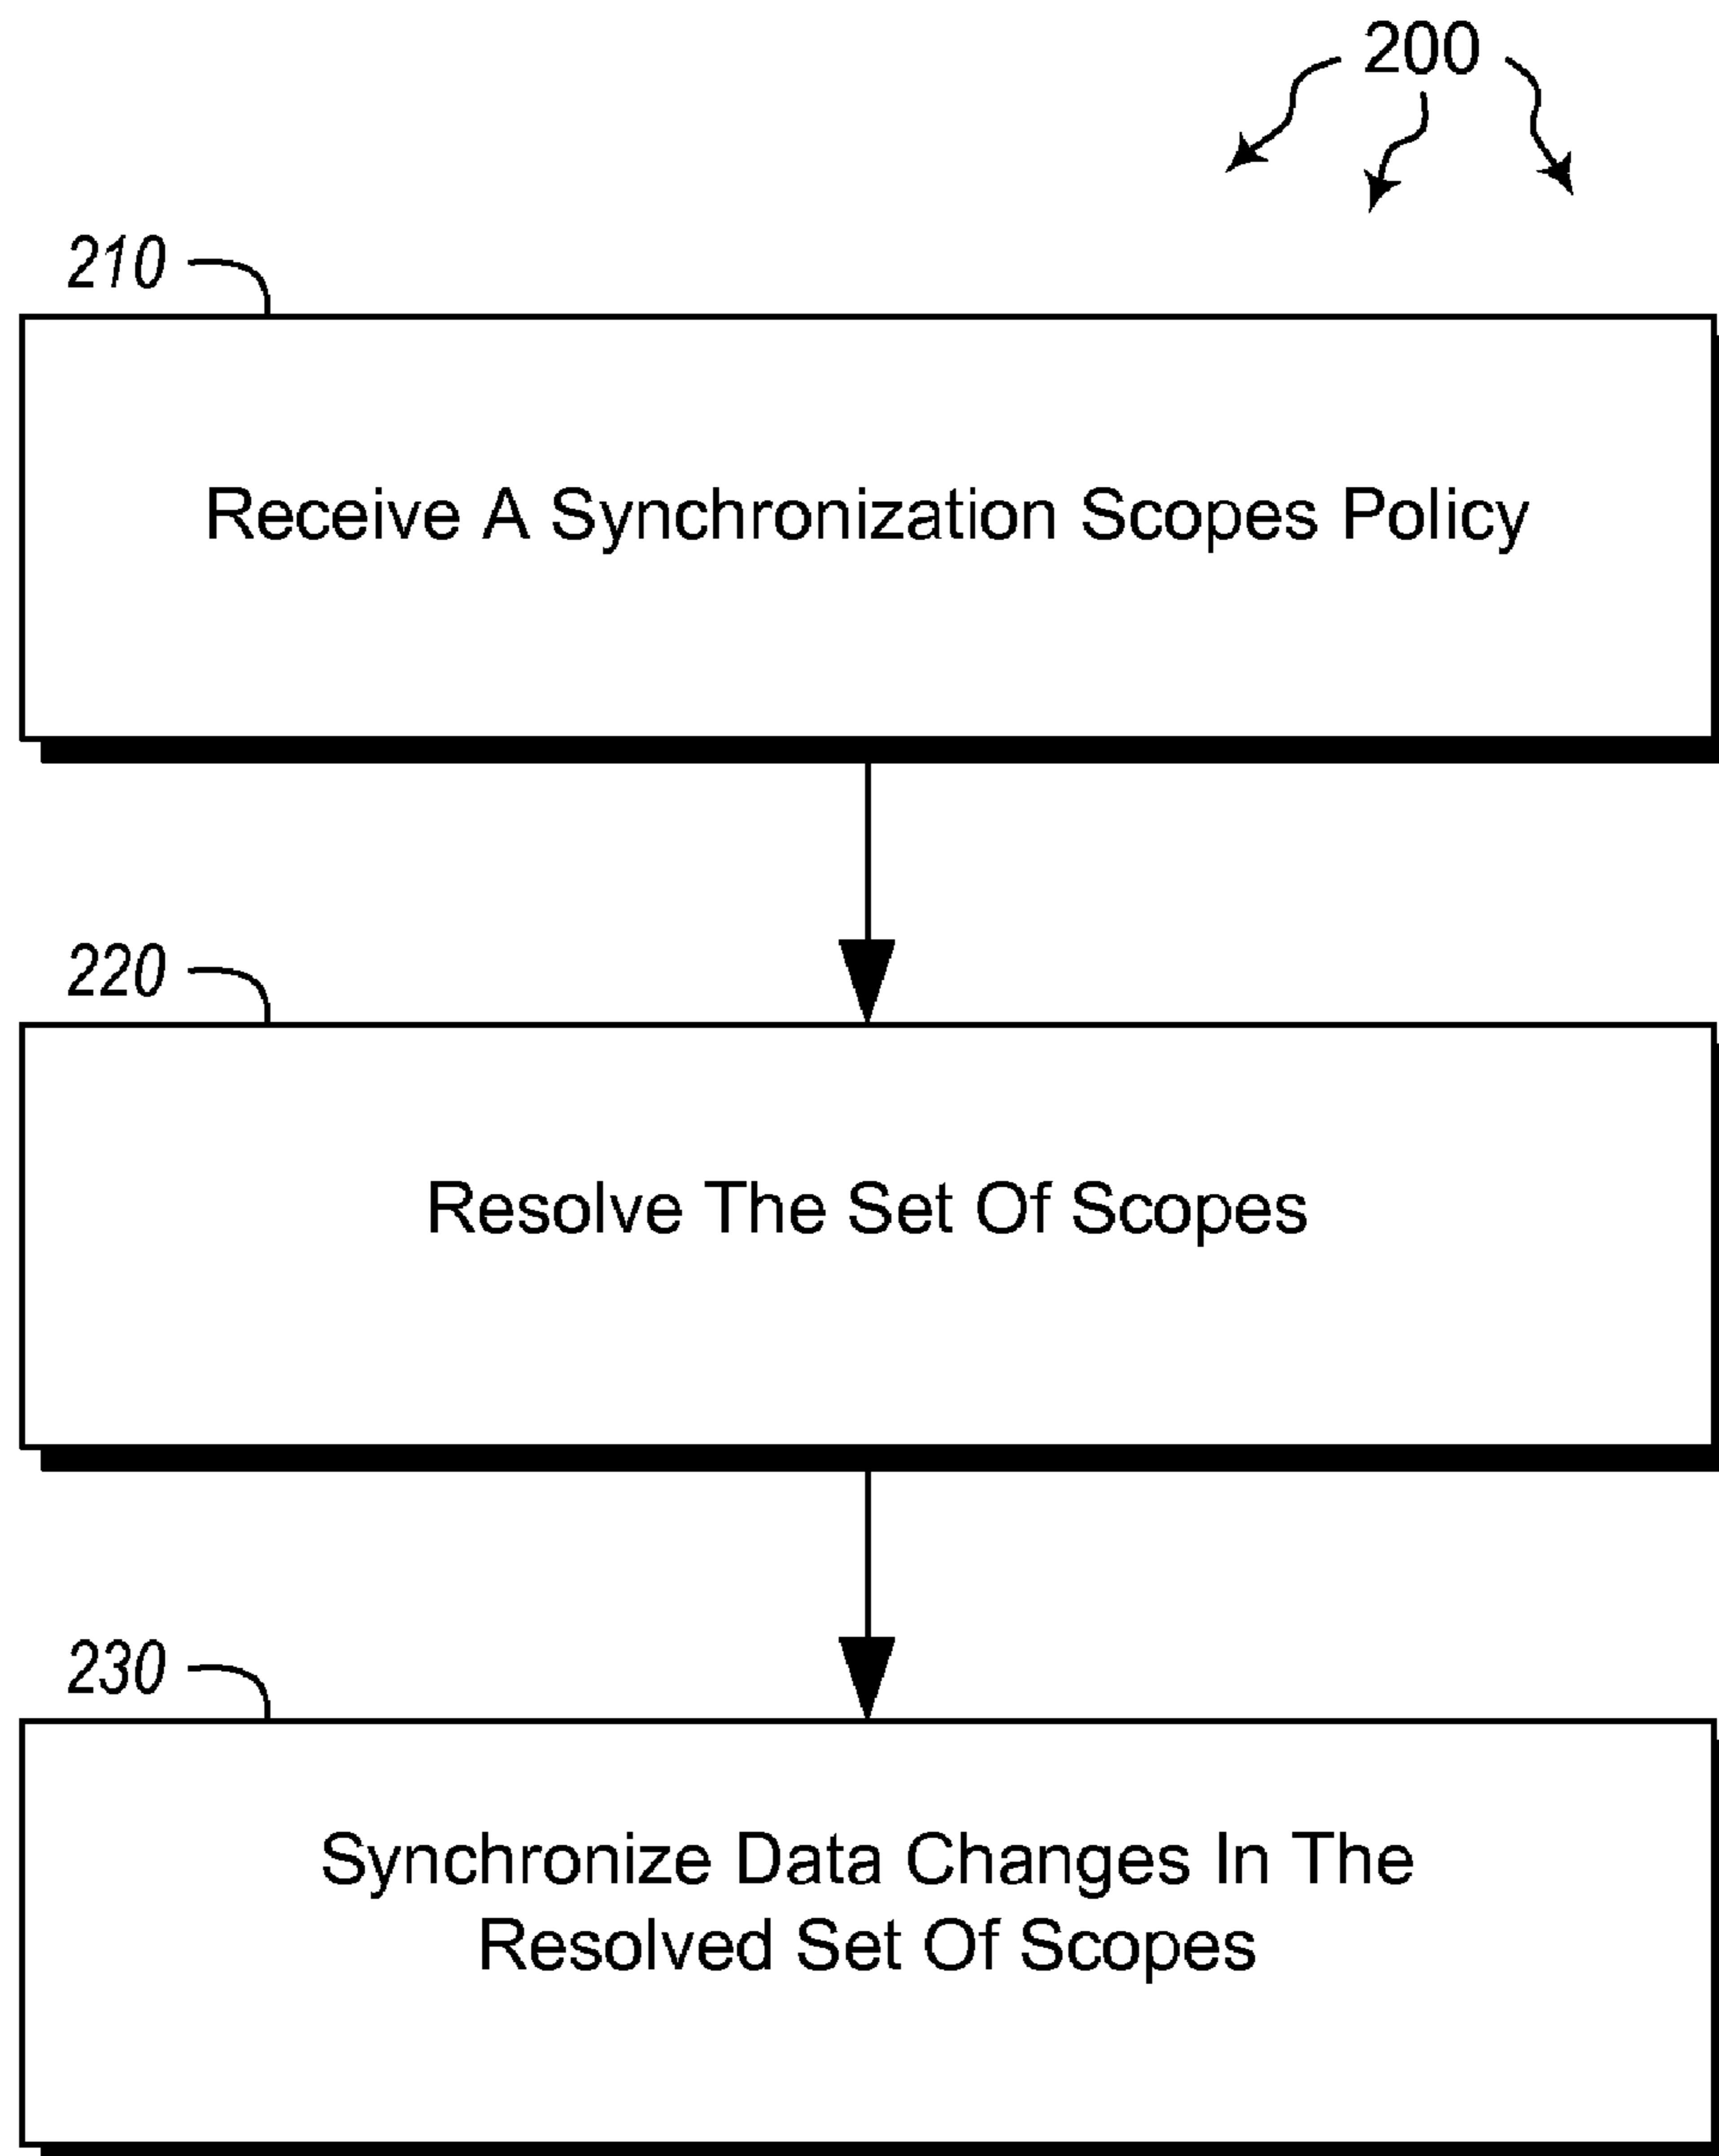 200
210
Receive A Synchronization Scopes Policy
220
Resolve The Set Of Scopes
230
Synchronize Data Changes In The
Resolved Set Of Scopes